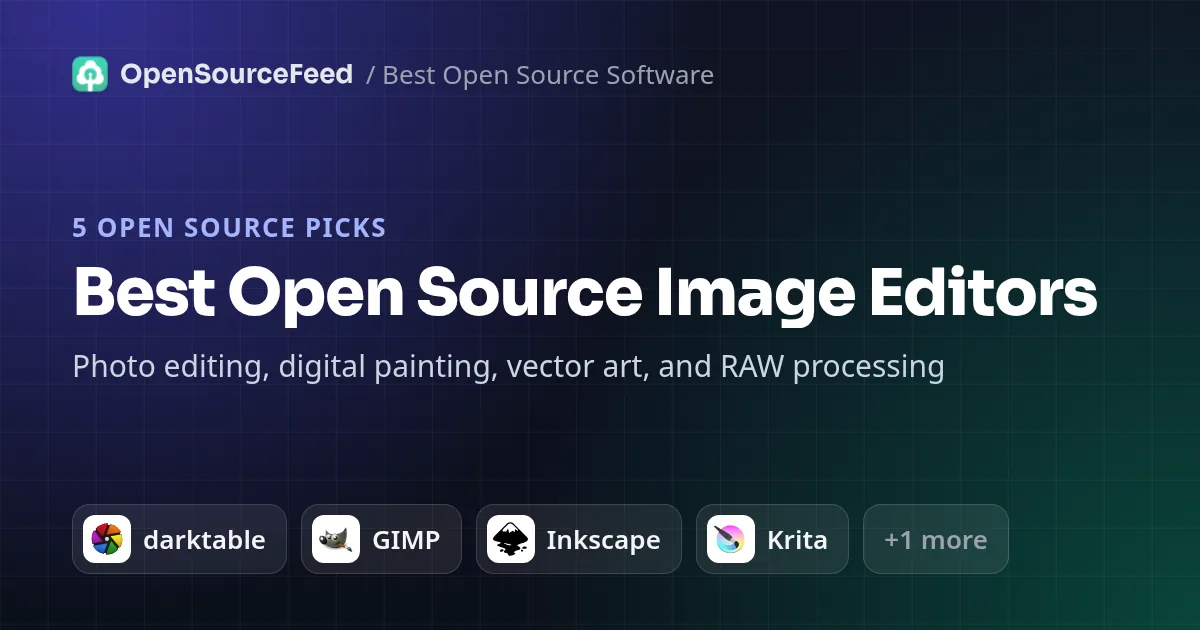 OpenSourceFeed / Best Open Source Software
5 OPEN SOURCE PICKS
Best Open Source Image Editors
Photo editing, digital painting, vector art, and RAW processing
darktable GIMP Inkscape Krita +1 more